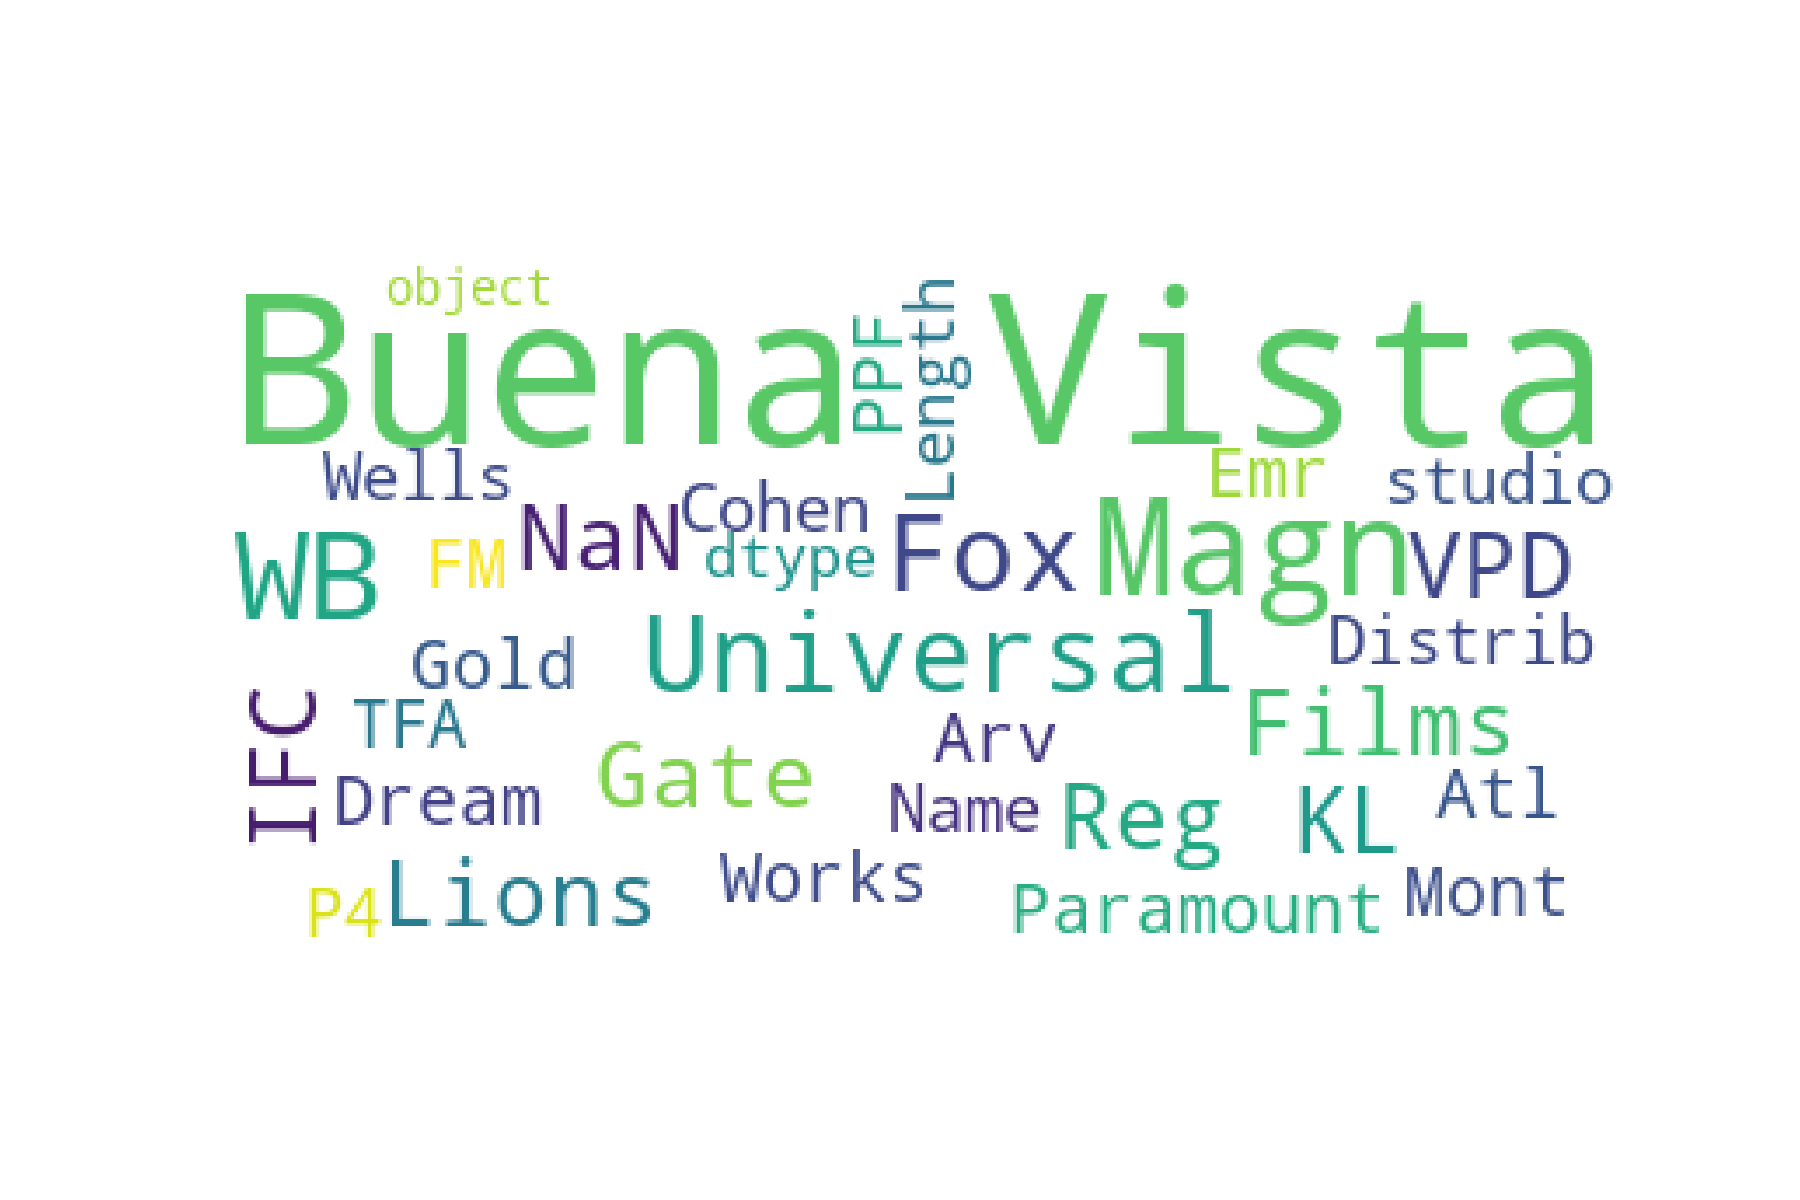 object
Buena Vista
PPF
Length
Wells
Cohen
Emr
studio
WB
FM
NaN
dtype
Fox
Magn
VPD
Gold
Universal
Distrib
IFC
TFA
Arv
Films
Dream
Gate
Name
Reg
KL
Atl
P4
Lions
Works
Paramount
Mont